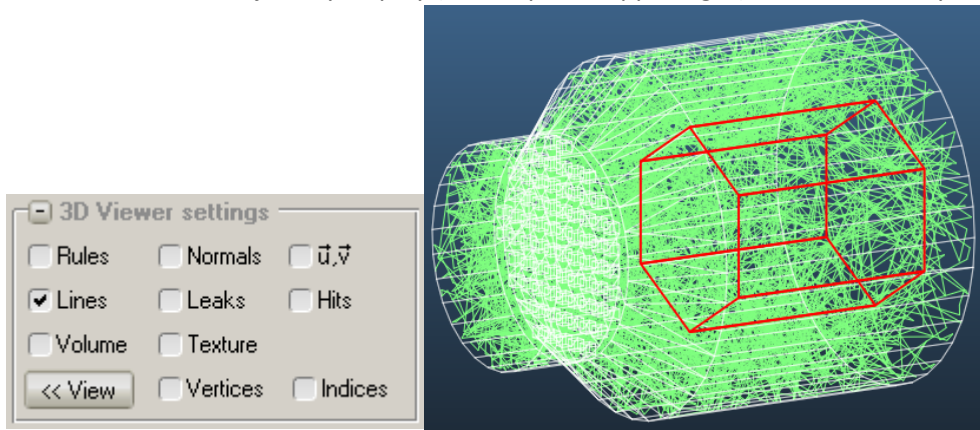 3D Viewer settings
Rules Normals u⃗,v⃗
Lines Leaks Hits
Volume Texture
<< View Vertices Indices